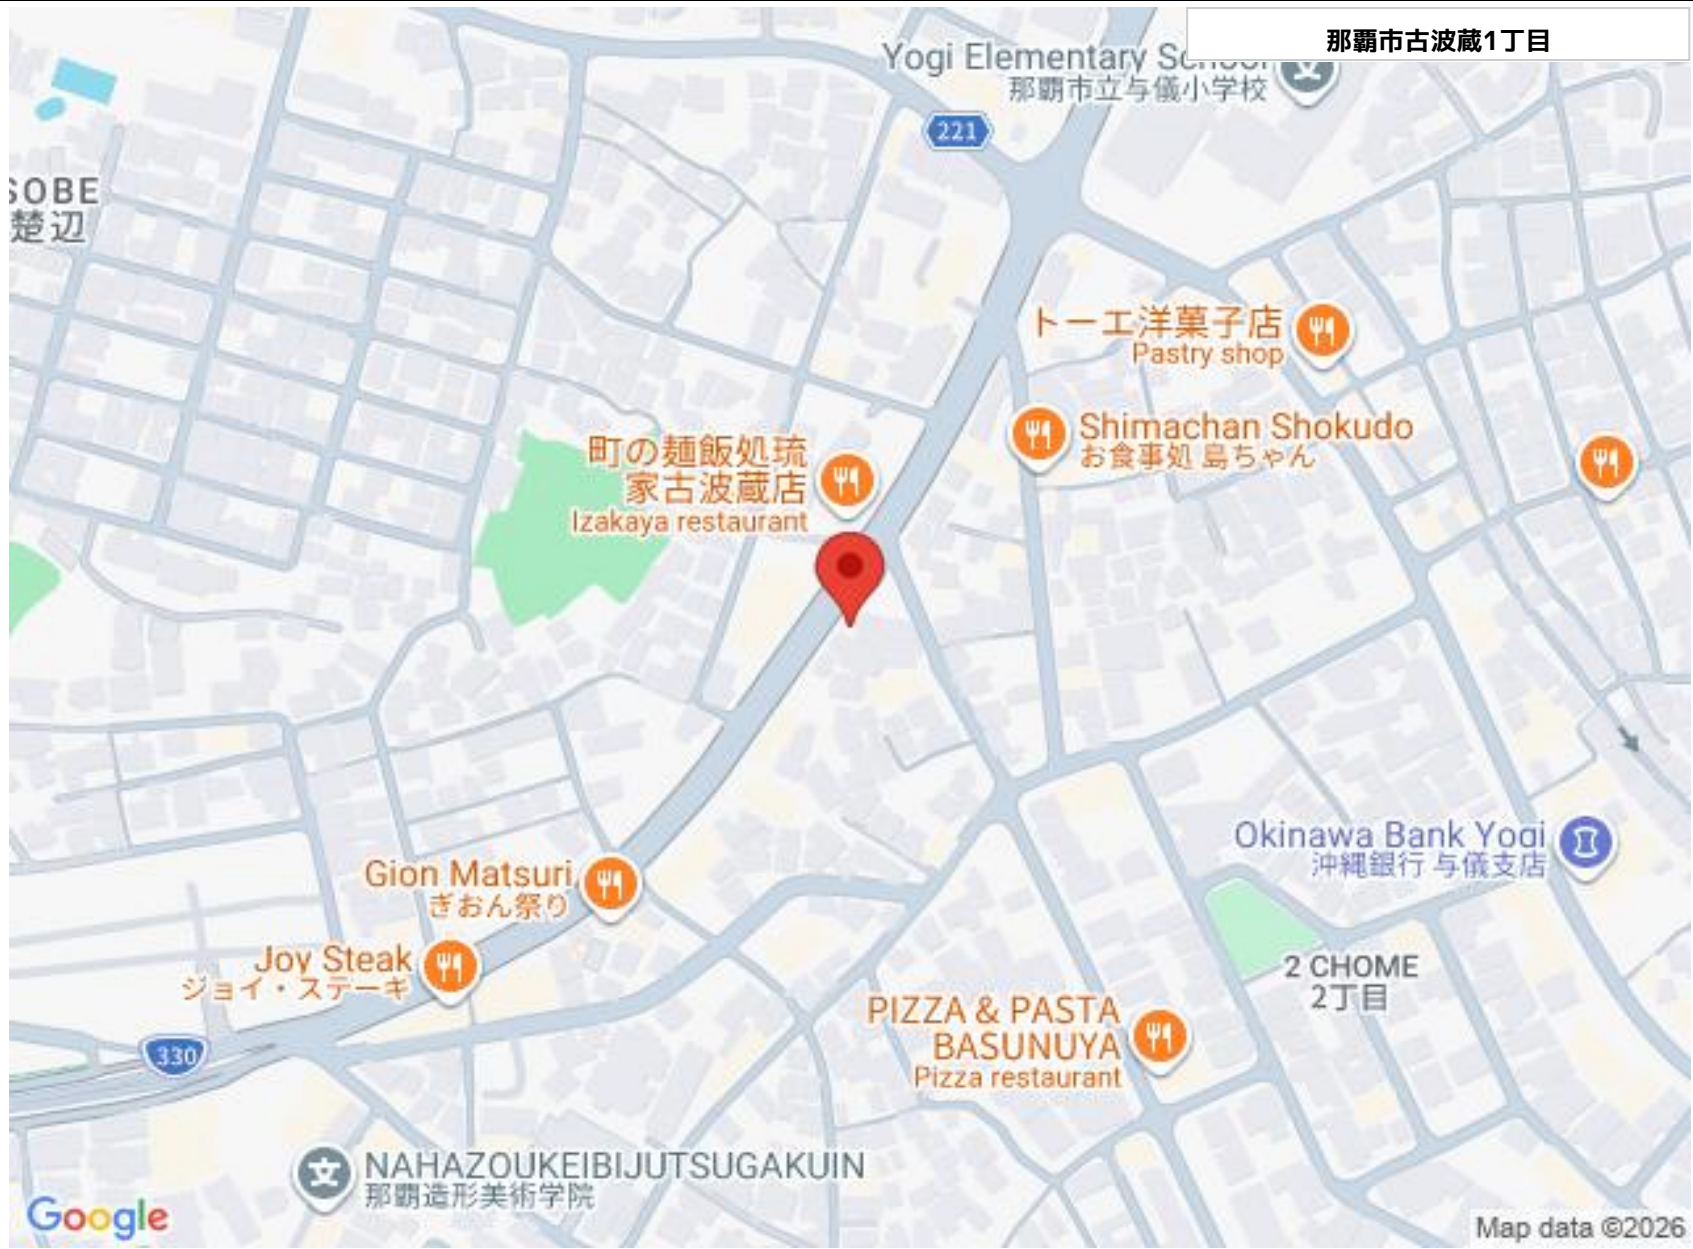 那覇市古波蔵1丁目
Yogi Elementary School
那覇市立与儀小学校
221
SOBE
楚辺
トーエ洋菓子店
Pastry shop
Shimachan Shokudo
お食事処 島ちゃん
町の麺飯処琉
家古波蔵店
Izakaya restaurant
Okinawa Bank Yogi
沖縄銀行 与儀支店
Gion Matsuri
ぎおん祭り
Joy Steak
ジョイ・ステーキ
2 CHOME
2丁目
PIZZA & PASTA
BASUNUYA
Pizza restaurant
330
NAHAZOUKEIBIJUTSUGAKUIN
那覇造形美術学院
Google
Map data ©2026